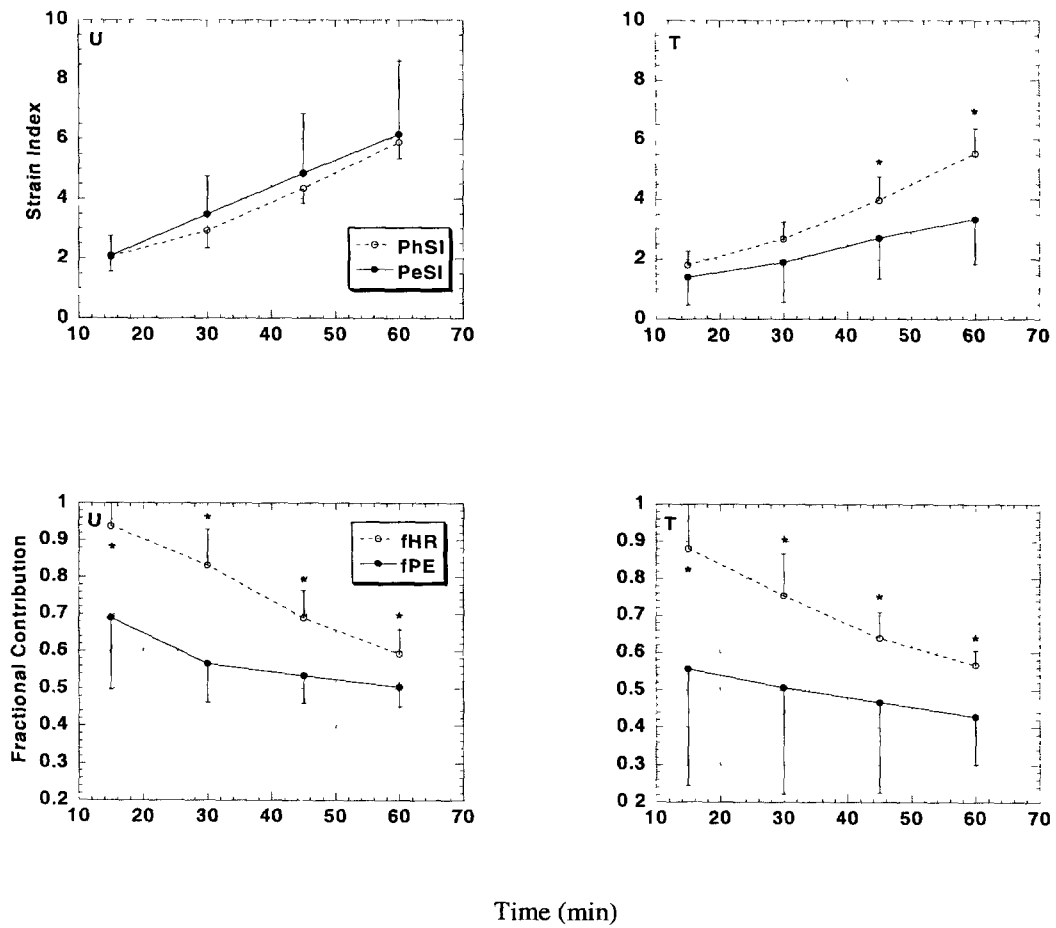 10
8
6
4
2
0
U
Strain Index
PhSI
PeSI
10 20 30 40 50 60 70
10
8
6
4
2
0
T
*
*
10 20 30 40 50 60 70
1
0.9
0.8
0.7
0.6
0.5
0.4
0.3
0.2
U
Fractional Contribution
*
*
*
*
fHR
fPE
10 20 30 40 50 60 70
1
0.9
0.8
0.7
0.6
0.5
0.4
0.3
0 2
T
*
*
*
*
10 20 30 40 50 60 70
Time (min)